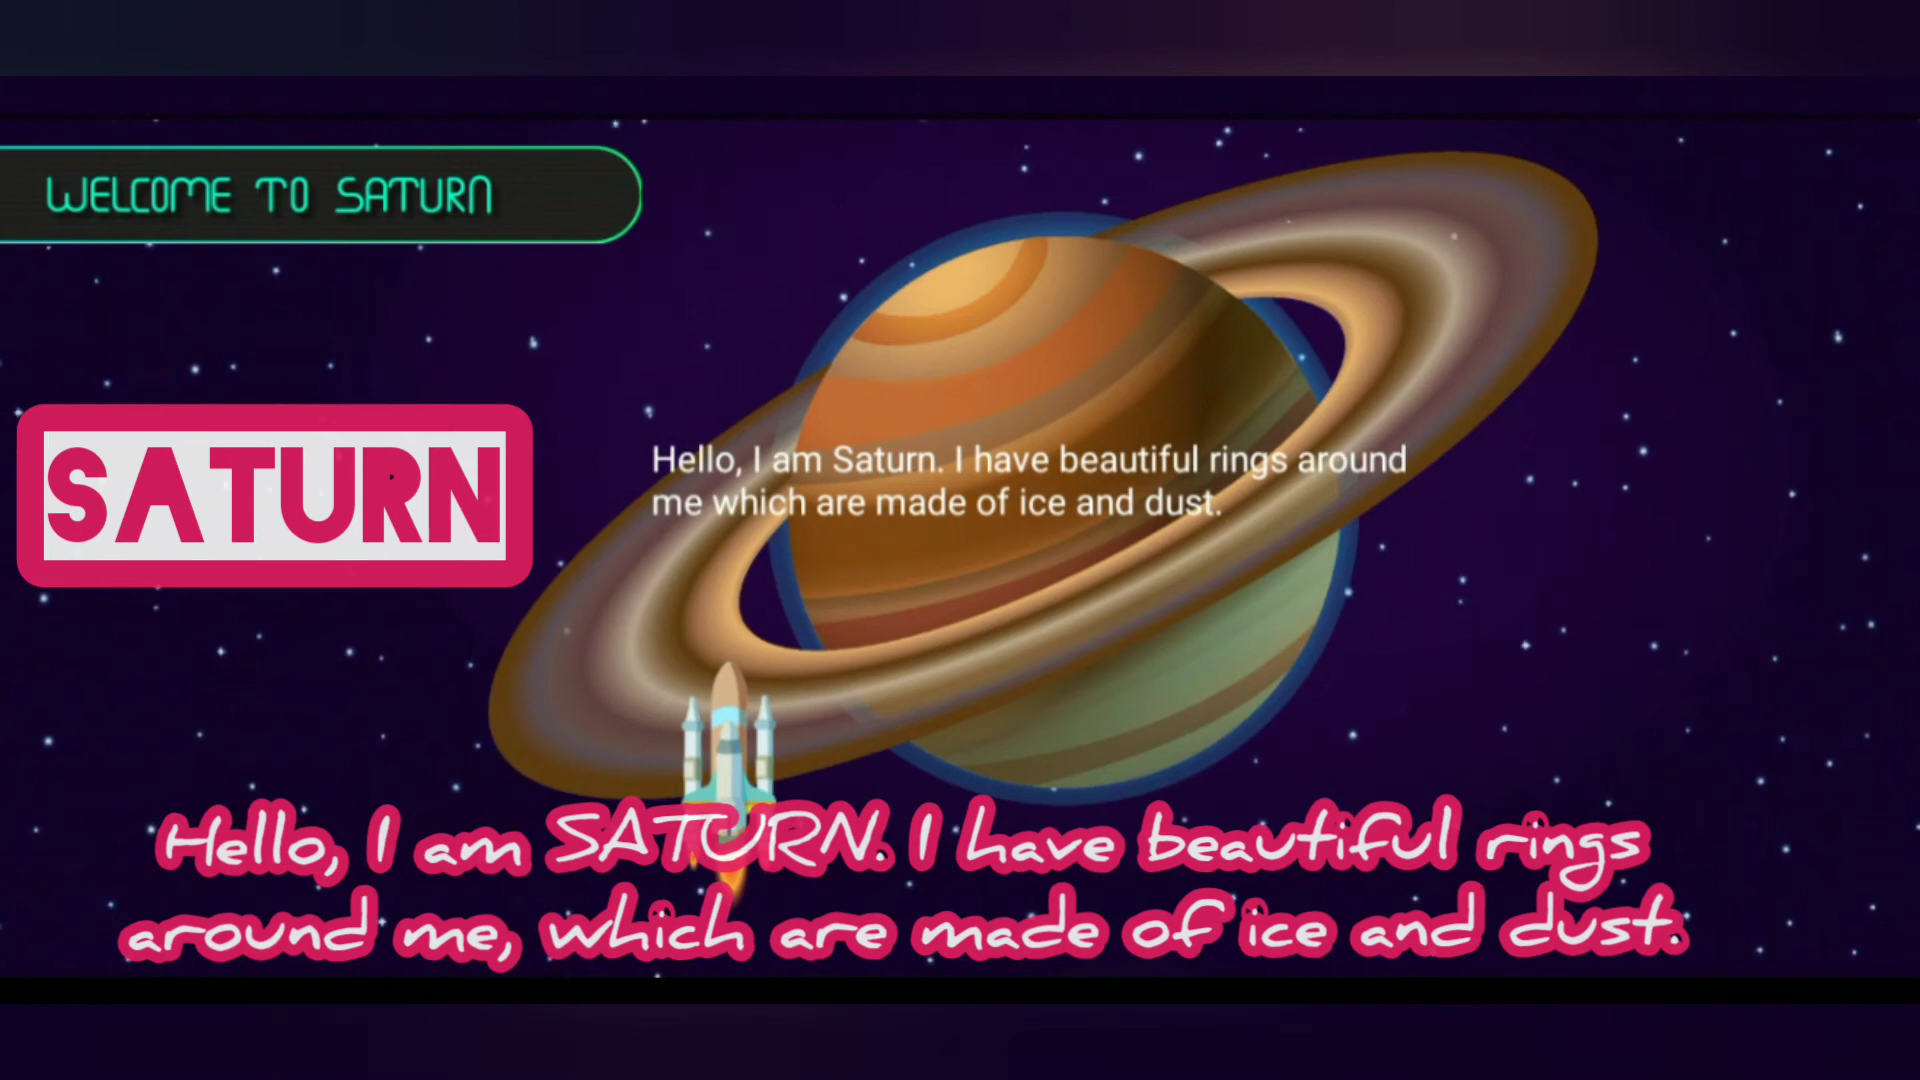 WELCOME TO SATURN
SATURN
Hello, I am Saturn. I have beautiful rings around
me which are made of ice and dust.
Hello, I am SATURN. I have beautiful rings
around me, which are made of ice and dust.